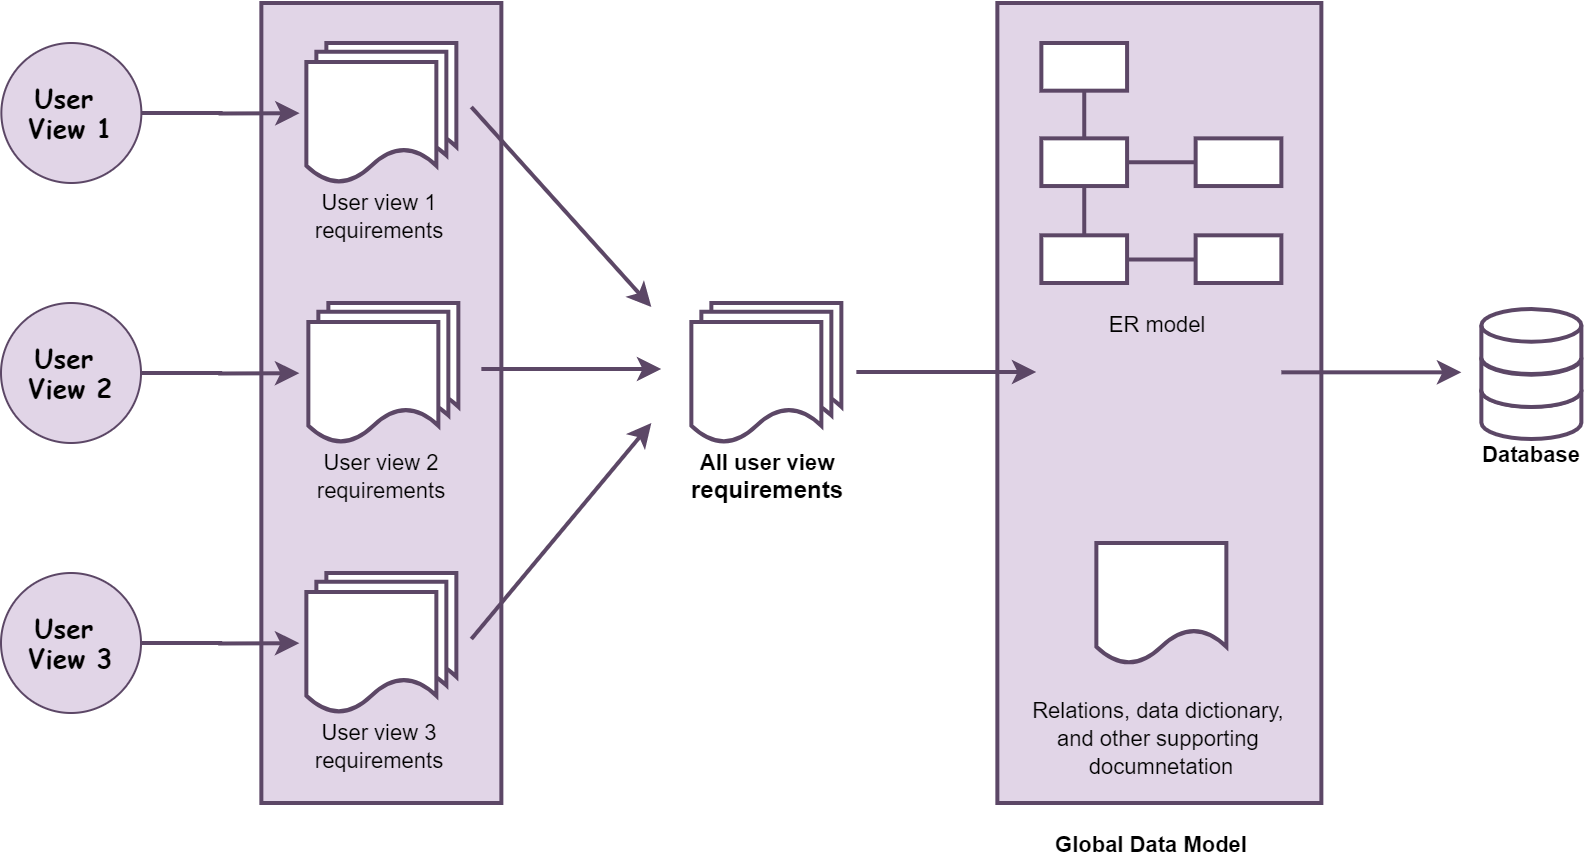 User
View 1
User view 1
requirements
User
View 2
User view 2
requirements
User
View 3
User view 3
requirements
All user view
requirements
ER model
Relations, data dictionary,
and other supporting
documnetation
Global Data Model
Database